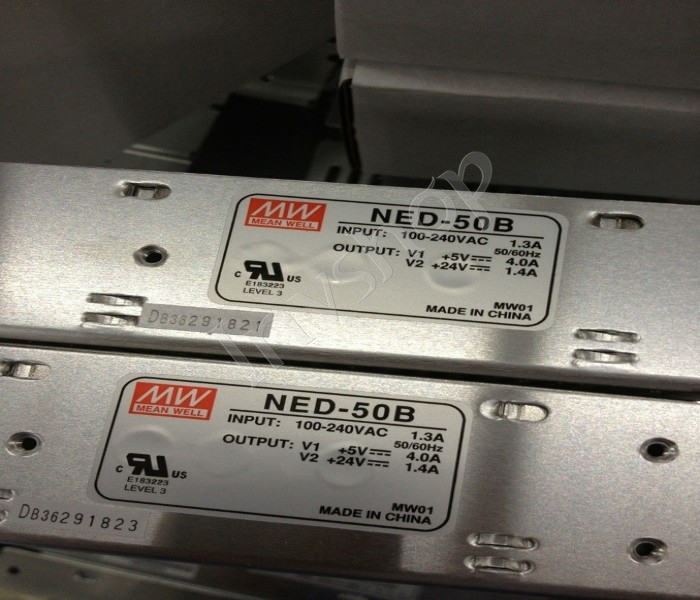 MW
MEAN WELL
NED-50B
INPUT: 100-240VAC 1.3A
50/60Hz
OUTPUT: V1 +5V 4.0A
V2 +24V 1.4A
c RU US
E183223
LEVEL 3
MW01
MADE IN CHINA
DB36291821
MW
MEAN WELL
NED-50B
INPUT: 100-240VAC 1.3A
50/60Hz
OUTPUT: V1 +5V 4.0A
V2 +24V 1.4A
c RU US
E183223
LEVEL 3
MW01
MADE IN CHINA
DB36291823